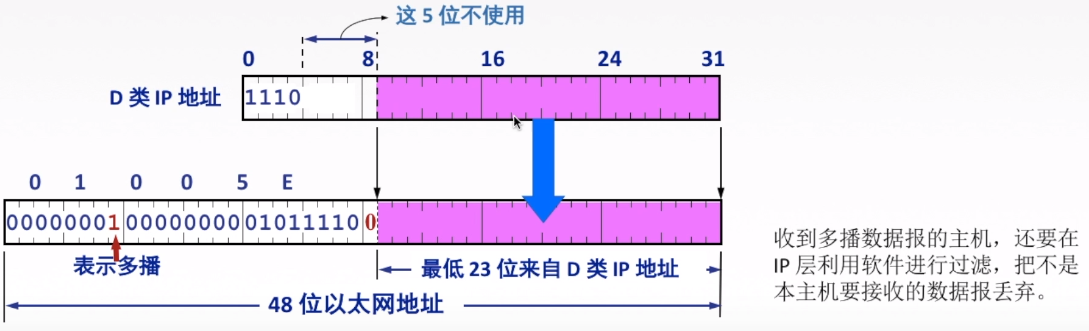 这 5 位不使用
0 8 16 24 31
D 类 IP 地址
1110
0 1 0 0 5 E
00000001 00000000 01011110 0
表示多播
最低 23 位来自 D 类 IP 地址
48 位以太网地址
收到多播数据报的主机，还要在
IP 层利用软件进行过滤，把不是
本主机要接收的数据报丢弃。